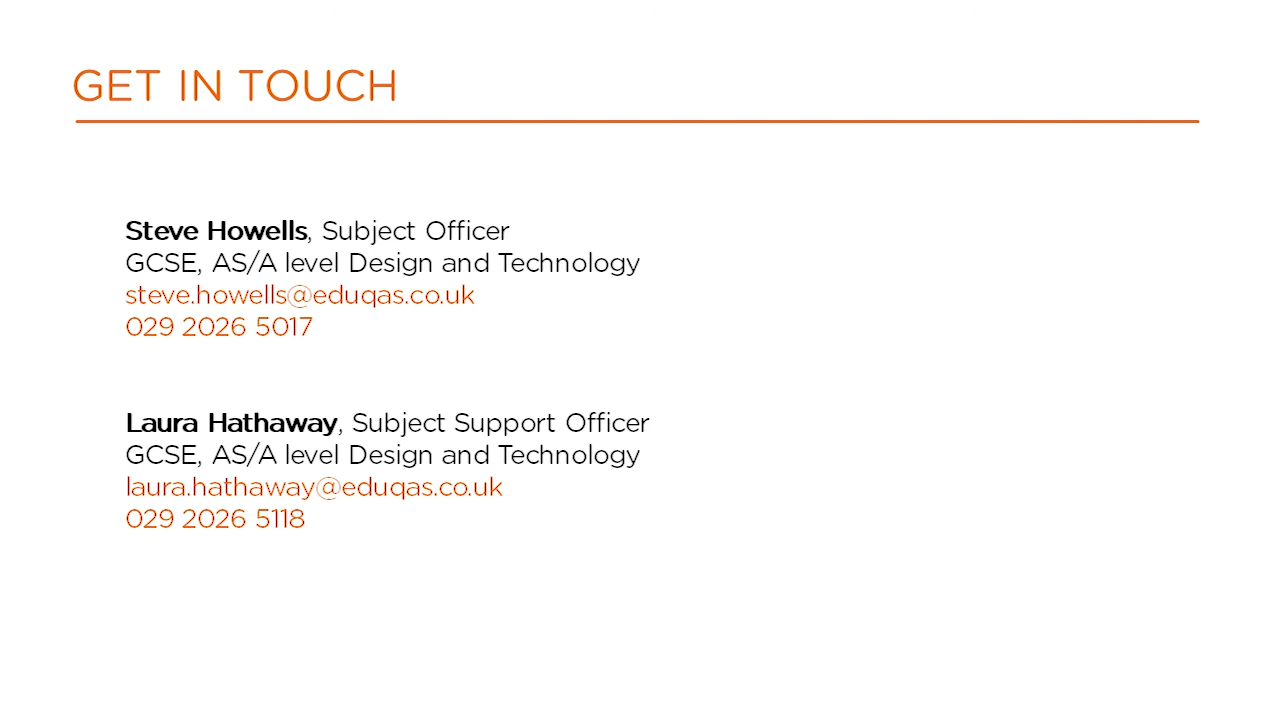 GET IN TOUCH
Steve Howells, Subject Officer
GCSE, AS/A level Design and Technology
steve.howells@eduqas.co.uk
029 2026 5017
Laura Hathaway, Subject Support Officer
GCSE, AS/A level Design and Technology
laura.hathaway@eduqas.co.uk
029 2026 5118